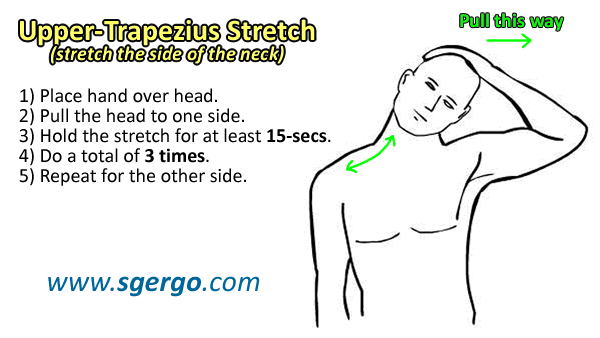 Upper-Trapezius Stretch
(stretch the side of the neck)
Pull this way
1) Place hand over head.
2) Pull the head to one side.
3) Hold the stretch for at least 15-secs.
4) Do a total of 3 times.
5) Repeat for the other side.
www.sgergo.com